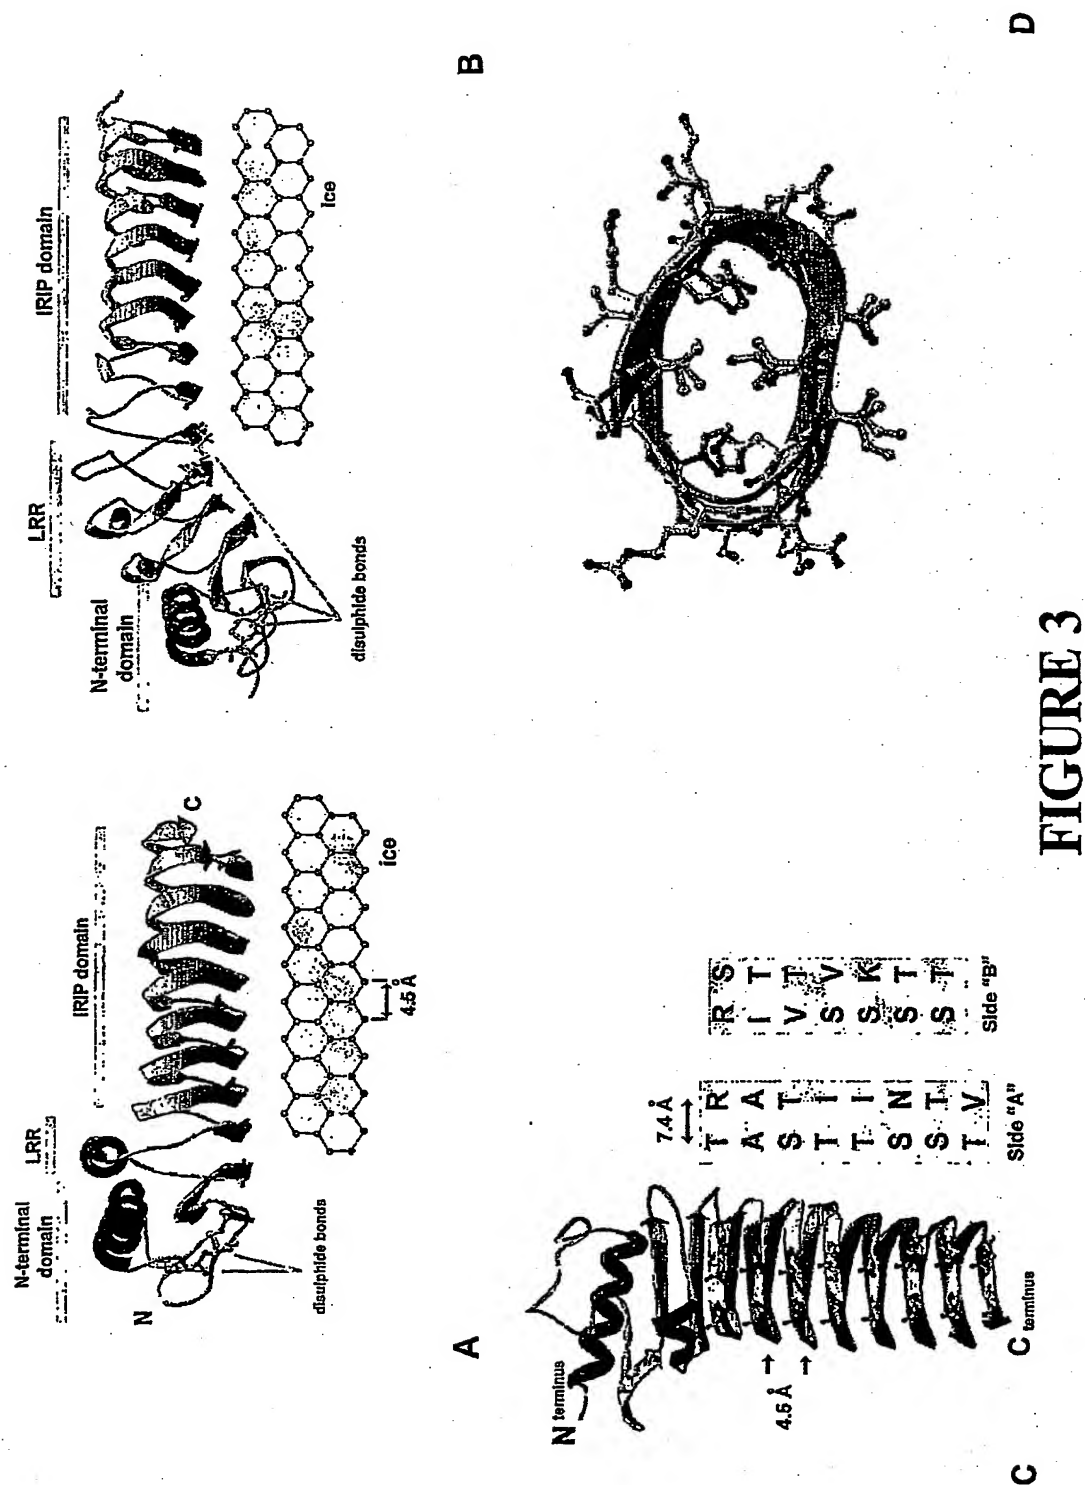 N-terminal
domain
LRR
IRIP domain
N
C
4.5 Å
ice
disulphide bonds
A
N-terminal
domain
LRR
IRIP domain
ice
disulphide bonds
B
N terminus
4.5 Å
C terminus
7.4 Å
T R
A A
S T
T I
T I
S N
S T
T V
Side "A"
R S
I T
V T
S V
S K
S T
S T
Side "B"
C
D
FIGURE 3